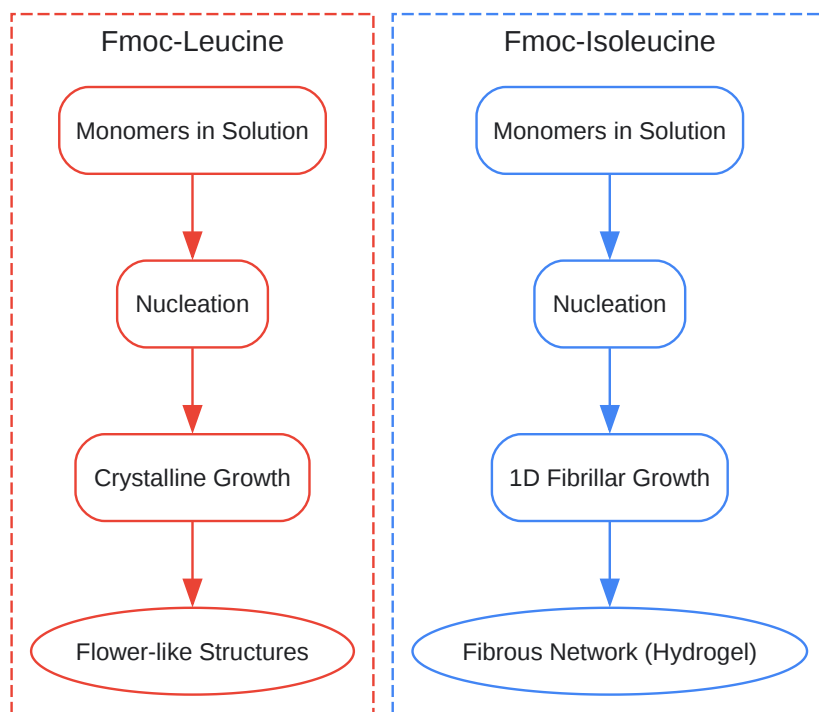 Fmoc-Leucine
Monomers in Solution
Nucleation
Crystalline Growth
Flower-like Structures
Fmoc-Isoleucine
Monomers in Solution
Nucleation
1D Fibrillar Growth
Fibrous Network (Hydrogel)